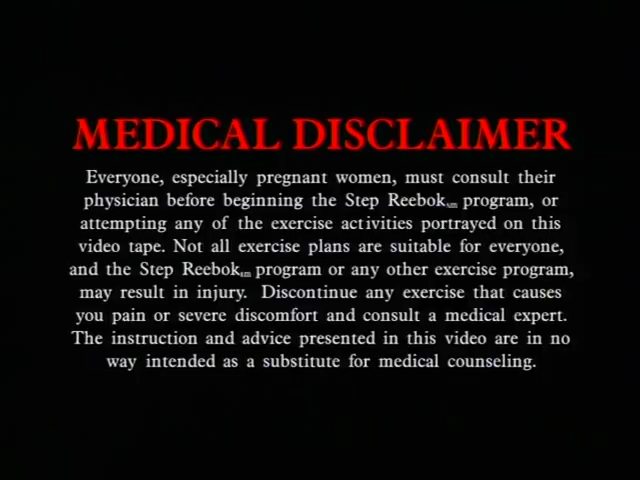 MEDICAL DISCLAIMER
Everyone, especially pregnant women, must consult their
physician before beginning the Step Reebok℠ program, or
attempting any of the exercise activities portrayed on this
video tape. Not all exercise plans are suitable for everyone,
and the Step Reebok℠ program or any other exercise program,
may result in injury. Discontinue any exercise that causes
you pain or severe discomfort and consult a medical expert.
The instruction and advice presented in this video are in no
way intended as a substitute for medical counseling.